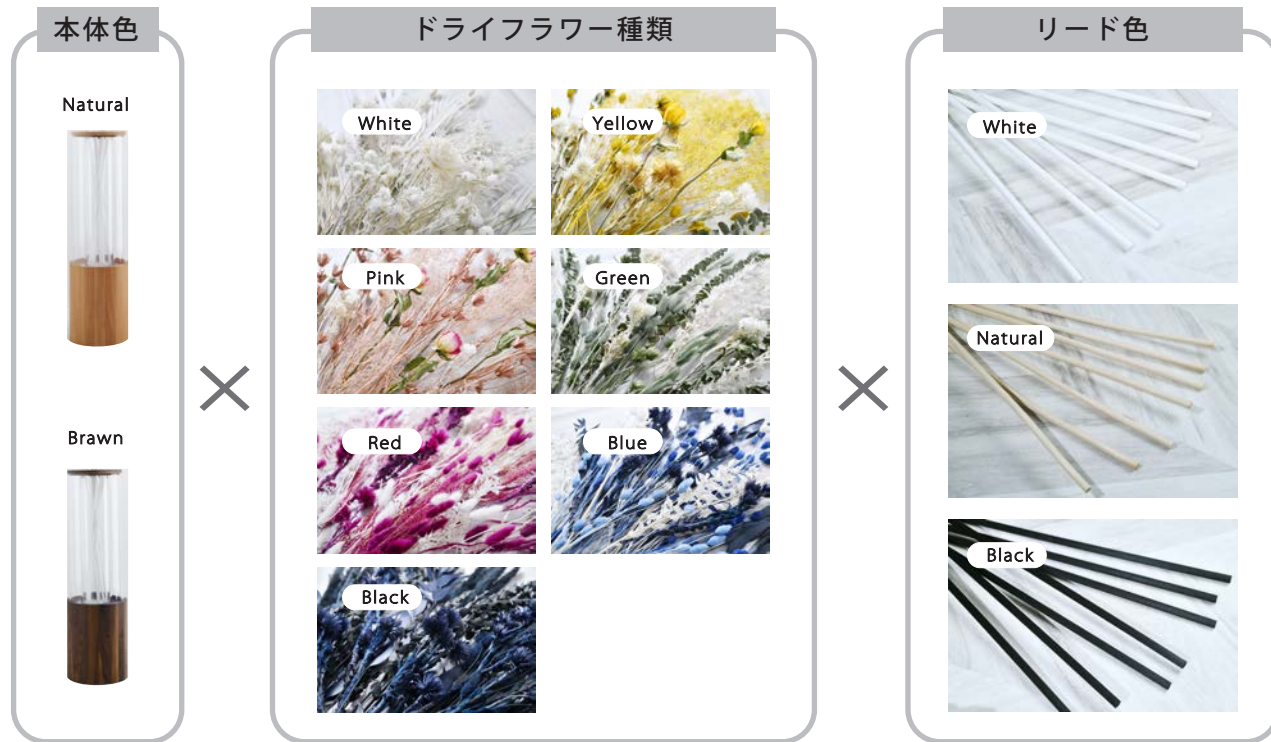 本体色
Natural
Brawn
ドライフラワー種類
White
Yellow
Pink
Green
Red
Blue
Black
リード色
White
Natural
Black